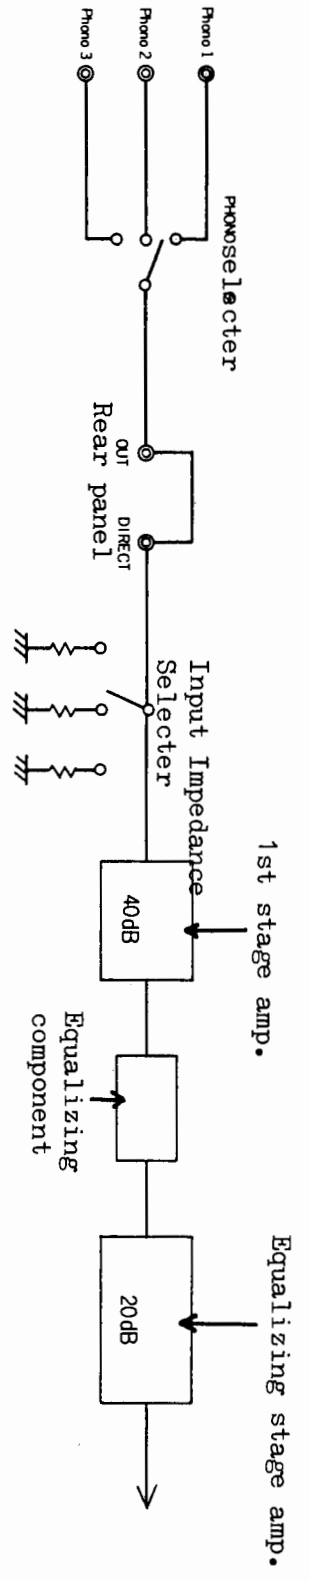 Phono 1
Phono 2
Phono 3
PHONO selecter
OUT
DIRECT
Rear panel
Input Impedance
Selecter
1st stage amp.
40dB
Equalizing
component
Equalizing stage amp.
20dB